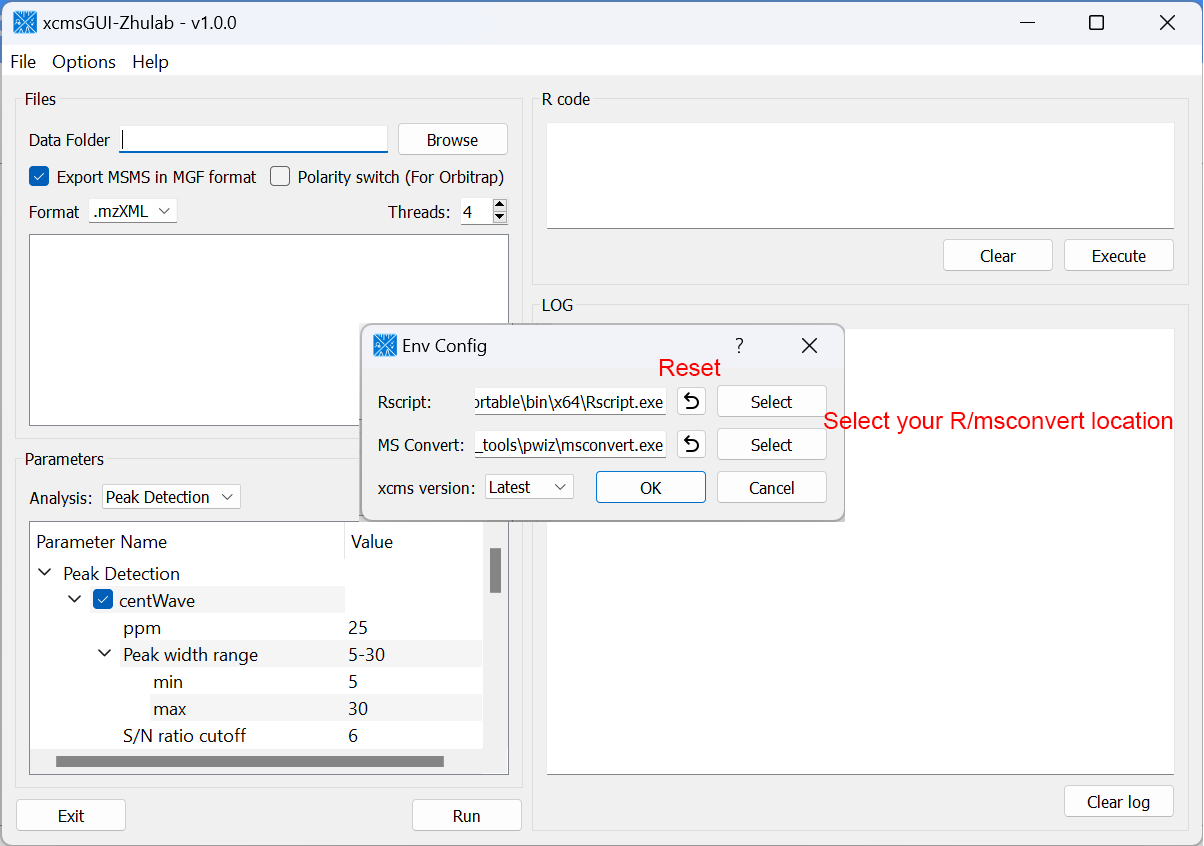 xcmsGUI-Zhulab - v1.0.0
File Options Help
Files
Data Folder Browse
Export MSMS in MGF format Polarity switch (For Orbitrap)
Format .mzXML Threads: 4
R code
Clear Execute
LOG
Env Config ?
Reset
Rscript: ortable\bin\x64\Rscript.exe Select
Select your R/msconvert location
MS Convert: _tools\pwiz\msconvert.exe Select
xcms version: Latest OK Cancel
Parameters
Analysis: Peak Detection
Parameter Name Value
Peak Detection
centWave
ppm 25
Peak width range 5-30
min 5
max 30
S/N ratio cutoff 6
Clear log
Exit Run